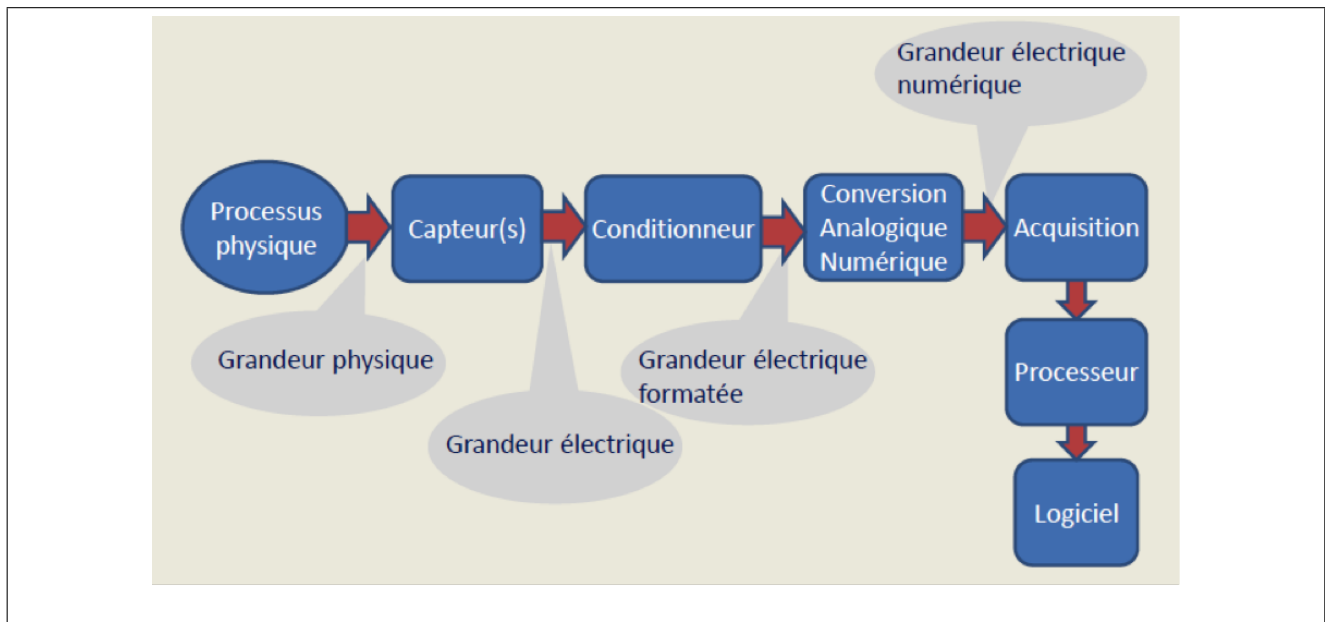 Grandeur électrique
numérique
Processus
physique
Capteur(s)
Conditionneur
Conversion
Analogique
Numérique
Acquisition
Grandeur physique
Grandeur électrique
Grandeur électrique
formatée
Processeur
Logiciel